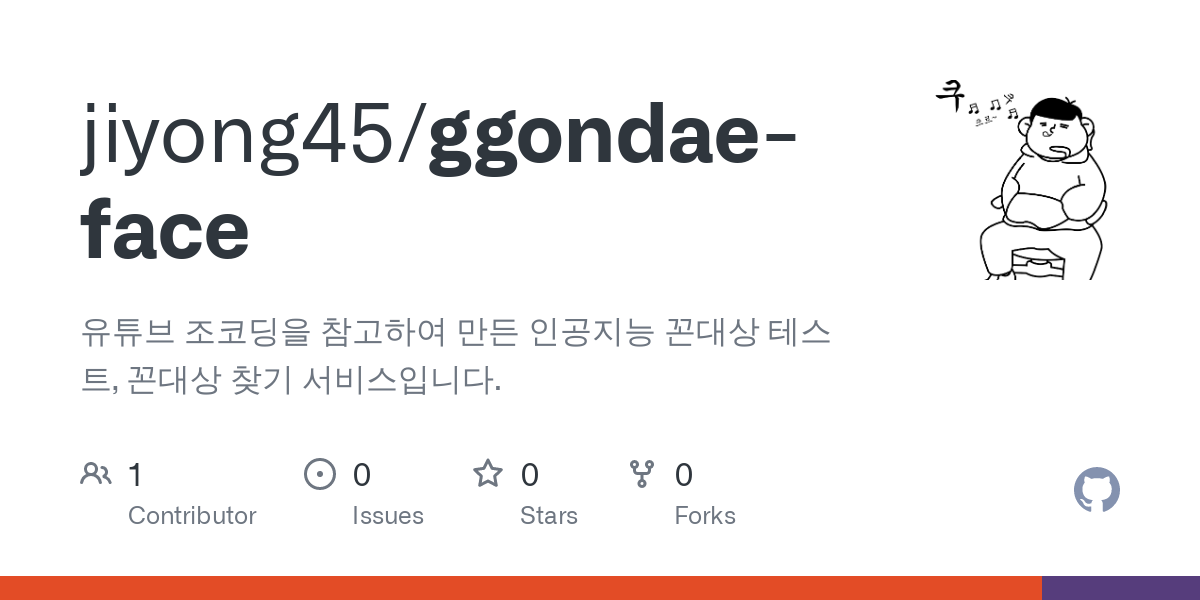 jiyong45/ggondae-
face
쿠
유튜브 조코딩을 참고하여 만든 인공지능 꼰대상 테스
트, 꼰대상 찾기 서비스입니다.
1
Contributor
0
Issues
0
Stars
0
Forks